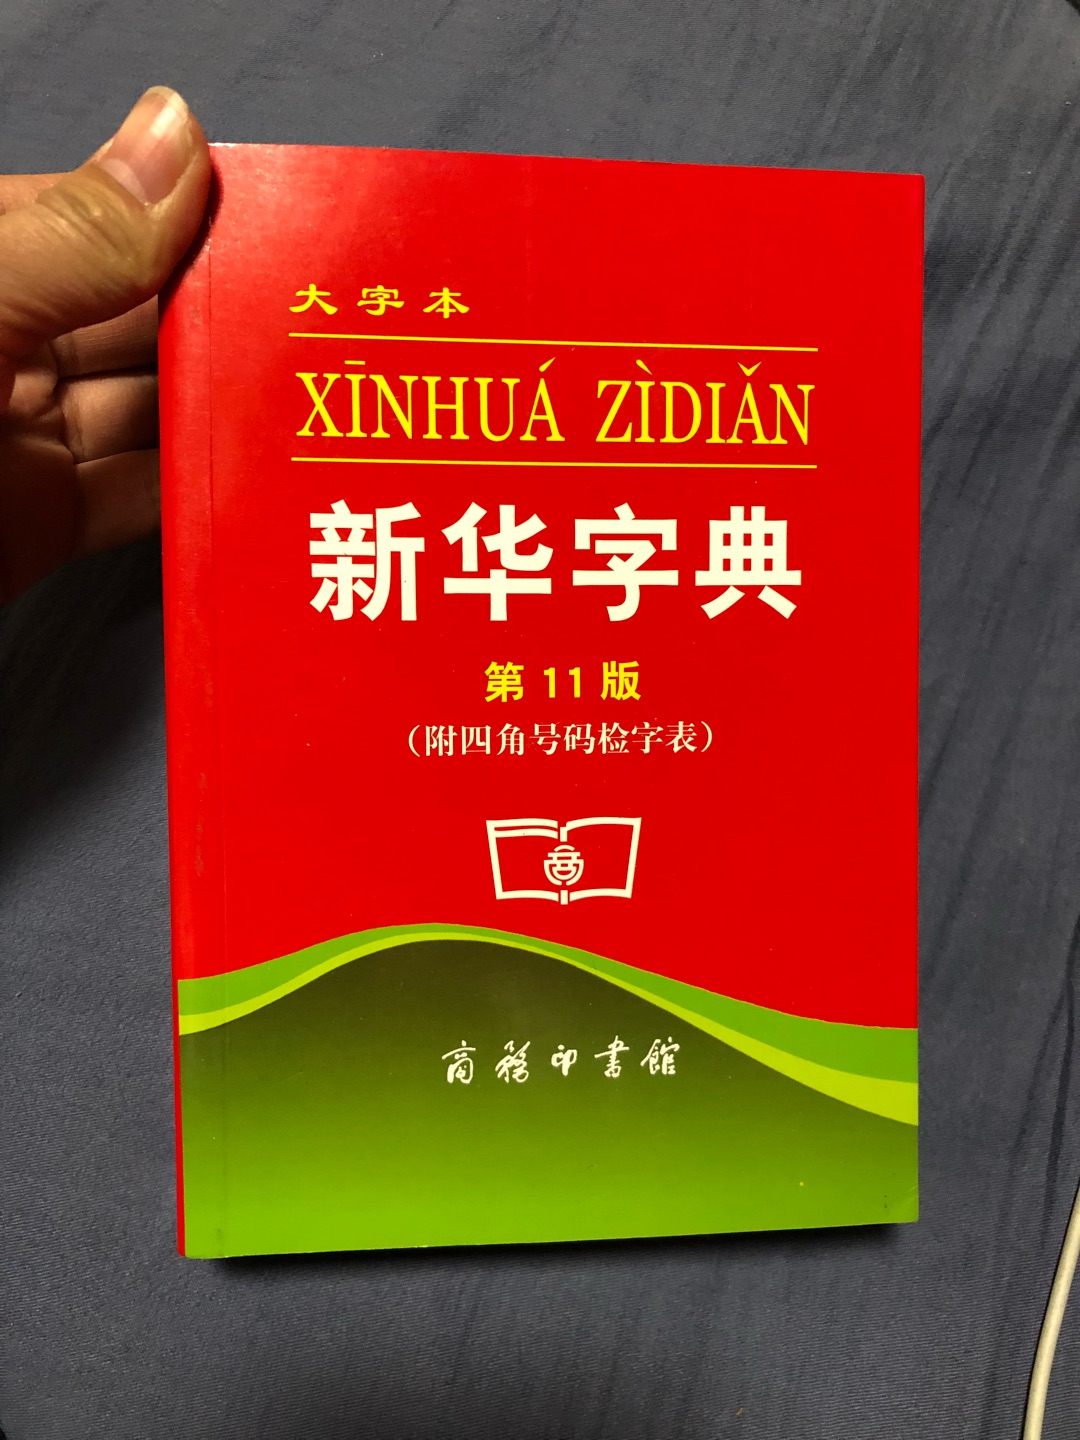 大字本
XĪNHUÁ ZÌDIǍN
新华字典
第11版
（附四角号码检字表）
商
商務印書館